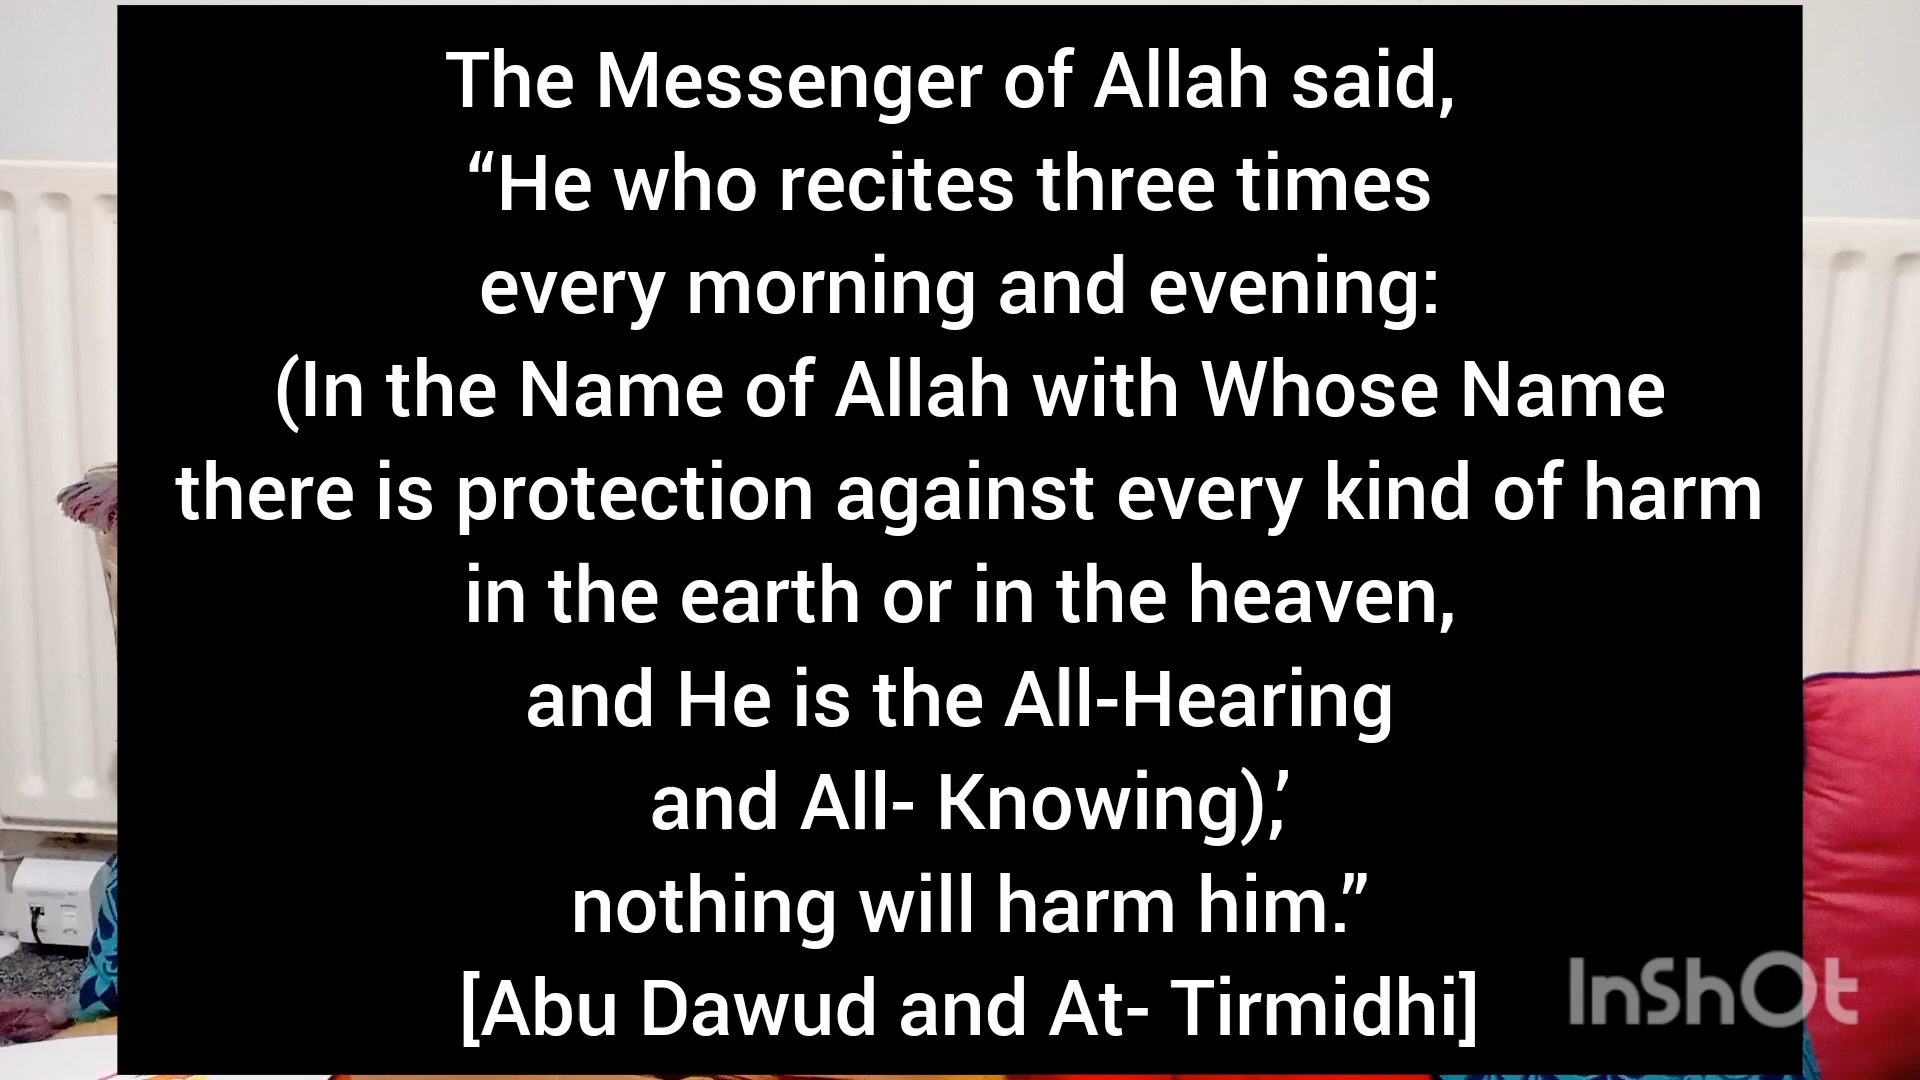 The Messenger of Allah said,
“He who recites three times
every morning and evening:
(In the Name of Allah with Whose Name
there is protection against every kind of harm
in the earth or in the heaven,
and He is the All-Hearing
and All- Knowing),’
nothing will harm him.”
[Abu Dawud and At- Tirmidhi]
InShOt